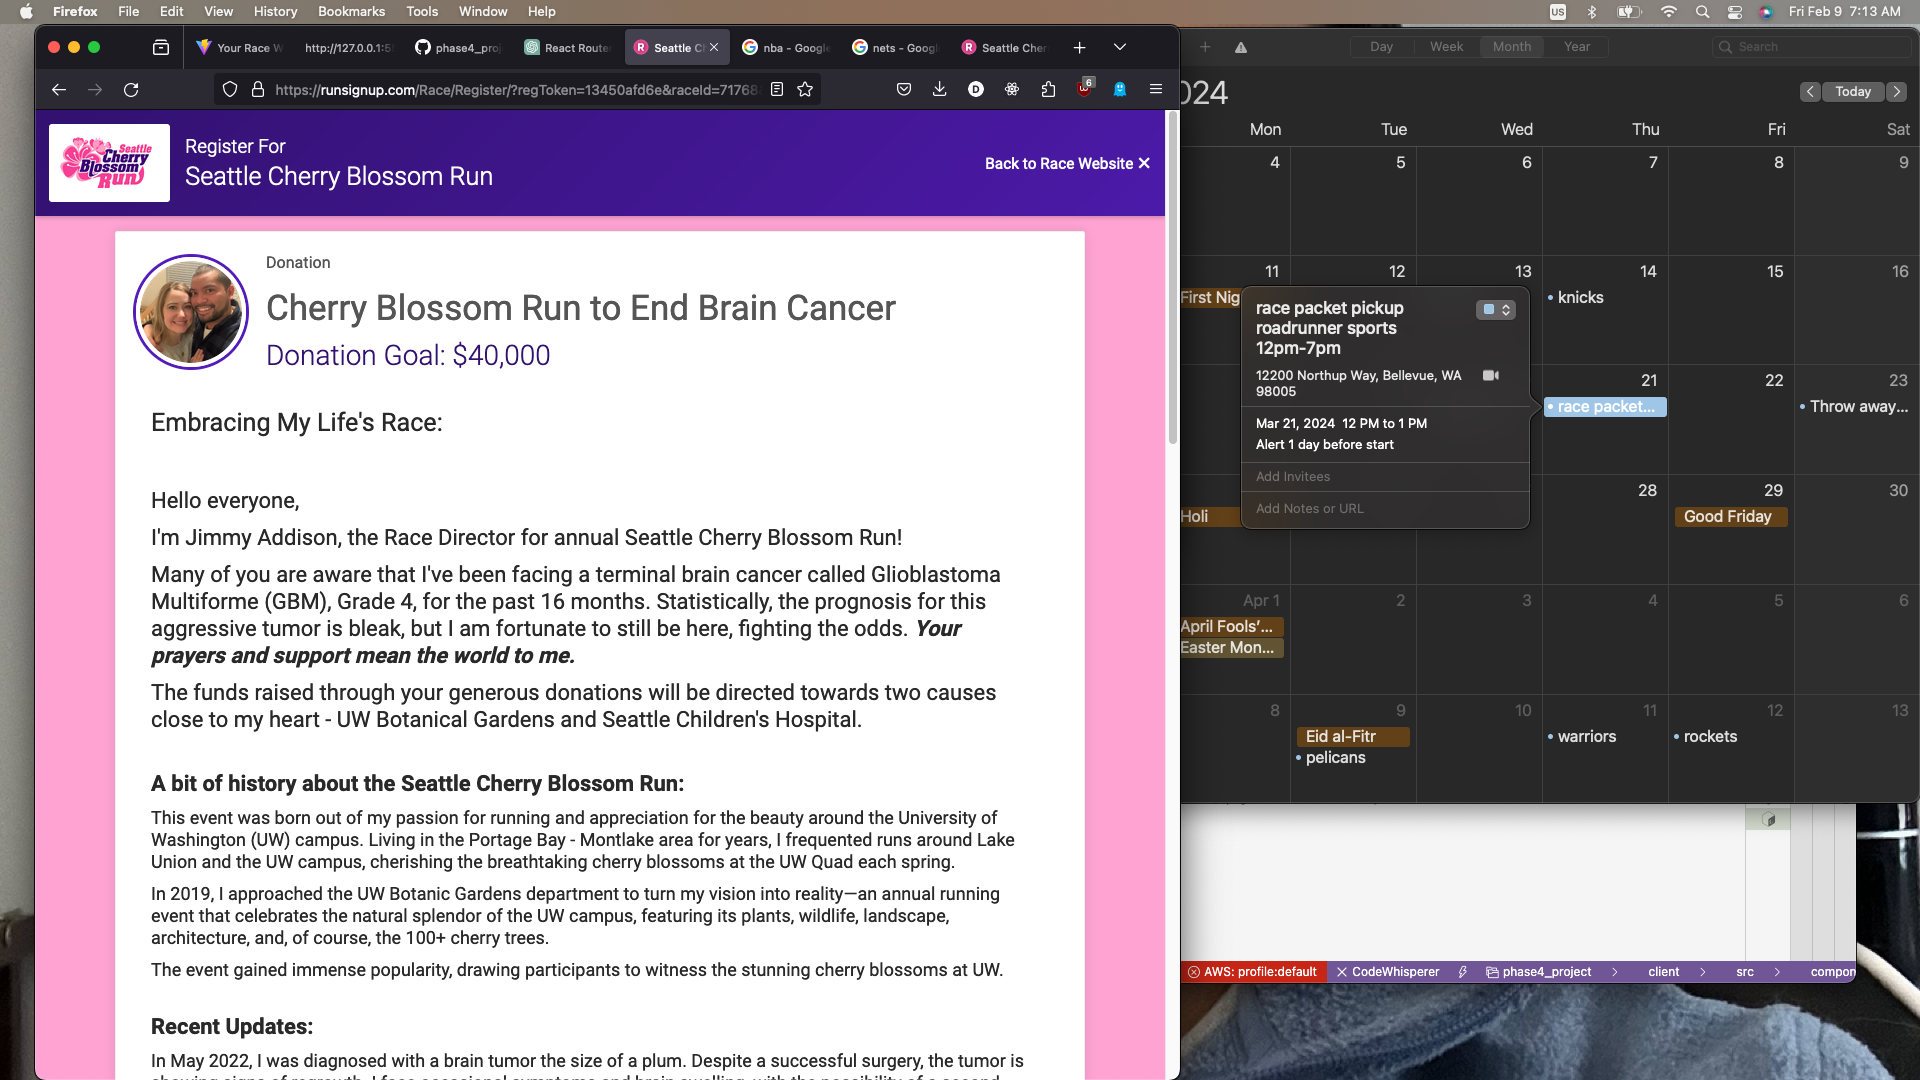 Firefox File Edit View History Bookmarks Tools Window Help
US
Fri Feb 9 7:13 AM
Your Race W
http://127.0.0.1:5
phase4_proj
React Route
Seattle C
nba - Google
nets - Googl
Seattle Cher
https://runsignup.com/Race/Register/?regToken=13450afd6e&raceId=7176
6
Seattle
Cherry
Blossom
Run
Register For
Seattle Cherry Blossom Run
Back to Race Website ✕
Donation
Cherry Blossom Run to End Brain Cancer
Donation Goal: $40,000
Embracing My Life's Race:
Hello everyone,
I'm Jimmy Addison, the Race Director for annual Seattle Cherry Blossom Run!
Many of you are aware that I've been facing a terminal brain cancer called Glioblastoma
Multiforme (GBM), Grade 4, for the past 16 months. Statistically, the prognosis for this
aggressive tumor is bleak, but I am fortunate to still be here, fighting the odds. Your
prayers and support mean the world to me.
The funds raised through your generous donations will be directed towards two causes
close to my heart - UW Botanical Gardens and Seattle Children's Hospital.
A bit of history about the Seattle Cherry Blossom Run:
This event was born out of my passion for running and appreciation for the beauty around the University of
Washington (UW) campus. Living in the Portage Bay - Montlake area for years, I frequented runs around Lake
Union and the UW campus, cherishing the breathtaking cherry blossoms at the UW Quad each spring.
In 2019, I approached the UW Botanic Gardens department to turn my vision into reality—an annual running
event that celebrates the natural splendor of the UW campus, featuring its plants, wildlife, landscape,
architecture, and, of course, the 100+ cherry trees.
The event gained immense popularity, drawing participants to witness the stunning cherry blossoms at UW.
Recent Updates:
In May 2022, I was diagnosed with a brain tumor the size of a plum. Despite a successful surgery, the tumor is
Day Week Month Year
Search
024
Today
Mon Tue Wed Thu Fri Sat
4 5 6 7 8 9
11 12 13 14 15 16
First Nig
• knicks
21 22 23
• race packet...
• Throw away...
28 29 30
Holi
Good Friday
Apr 1 2 3 4 5 6
April Fools'...
Easter Mon...
8 9 10 11 12 13
Eid al-Fitr
• pelicans
• warriors
• rockets
race packet pickup
roadrunner sports
12pm-7pm
12200 Northup Way, Bellevue, WA
98005
Mar 21, 2024 12 PM to 1 PM
Alert 1 day before start
Add Invitees
Add Notes or URL
AWS: profile:default
CodeWhisperer
phase4_project > client > src > compon